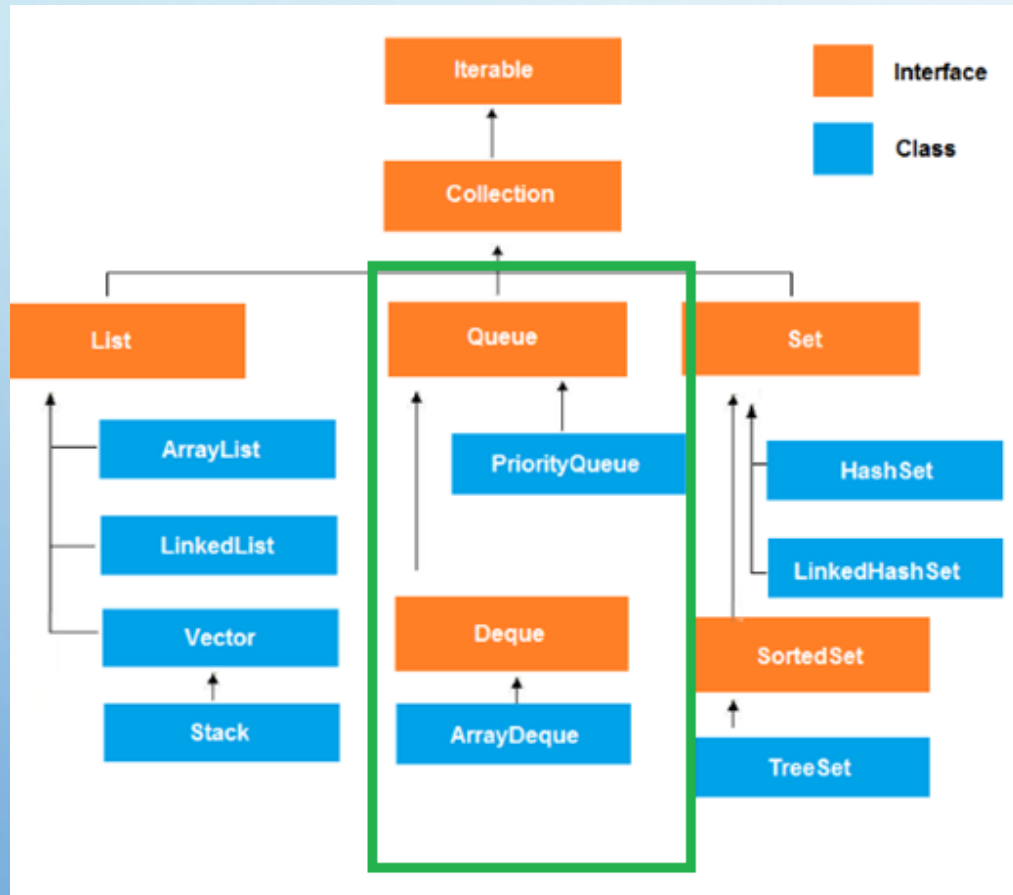 Iterable
Interface
Class
Collection
List
Queue
Set
ArrayList
PriorityQueue
HashSet
LinkedList
LinkedHashSet
Vector
Deque
SortedSet
Stack
ArrayDeque
TreeSet